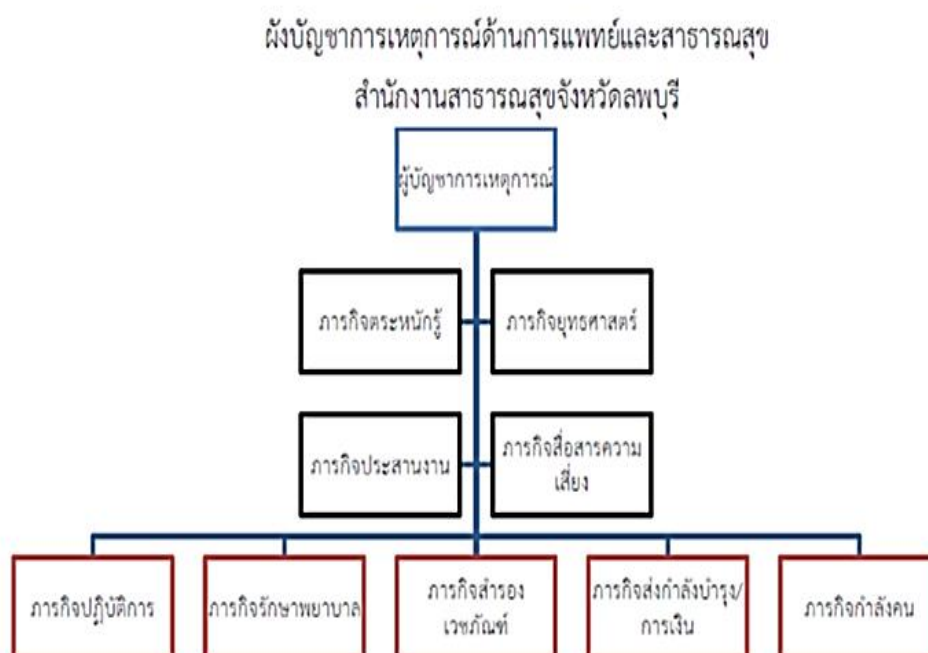 ผังบัญชาการเหตุการณ์ด้านการแพทย์และสาธารณสุข
สำนักงานสาธารณสุขจังหวัดลพบุรี
ผู้บัญชาการเหตุการณ์
ภารกิจตระหนักรู้
ภารกิจยุทธศาสตร์
ภารกิจประสานงาน
ภารกิจสื่อสารความ
เสี่ยง
ภารกิจปฏิบัติการ
ภารกิจรักษาพยาบาล
ภารกิจสำรอง
เวชภัณฑ์
ภารกิจส่งกำลังบำรุง/
การเงิน
ภารกิจกำลังคน